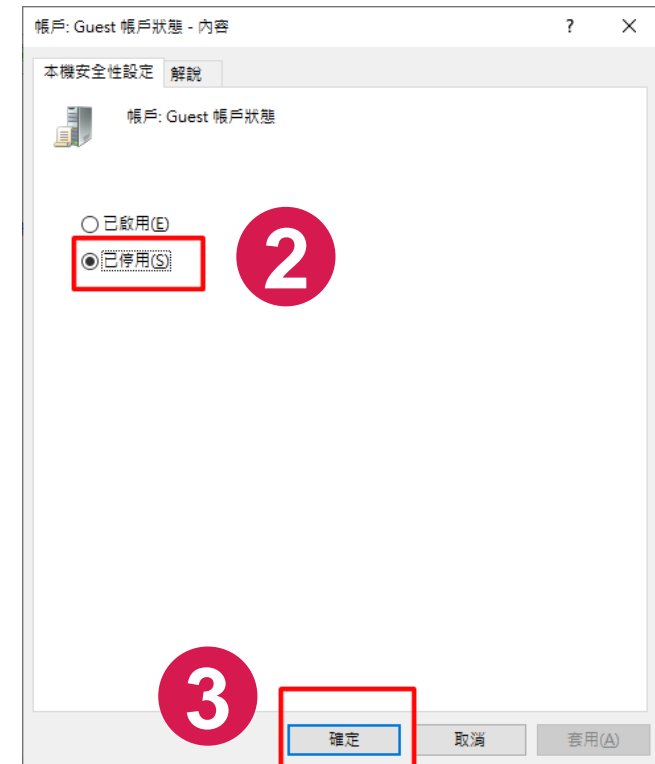 帳戶: Guest 帳戶狀態 - 內容
本機安全性設定 解說
帳戶: Guest 帳戶狀態
已啟用(E)
已停用(S)
2
3
確定 取消 套用(A)